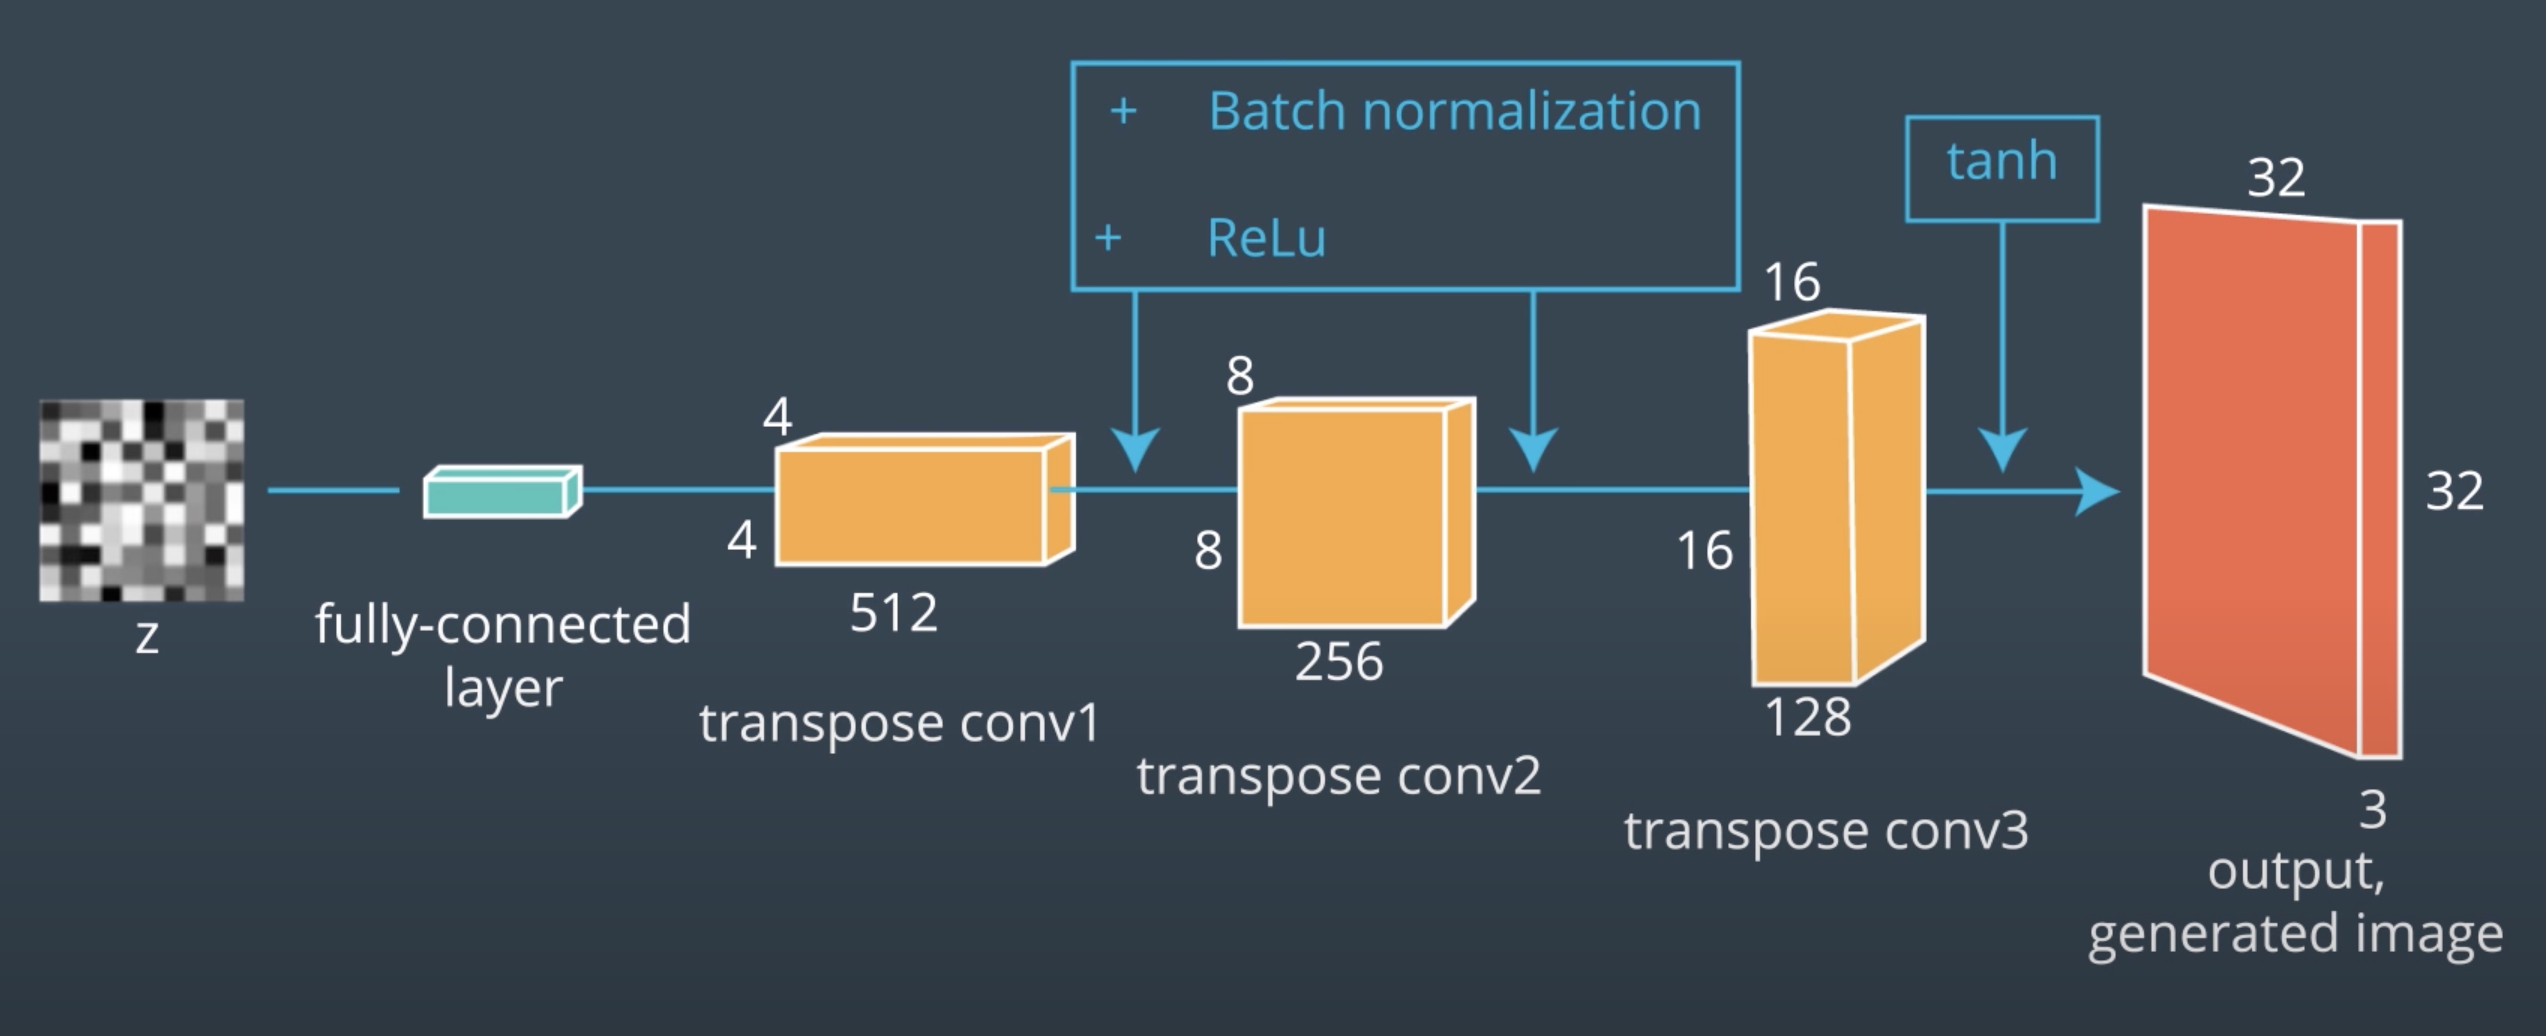 + Batch normalization
+ ReLu
tanh
z
fully-connected
layer
4
4
512
transpose conv1
8
8
256
transpose conv2
16
16
128
transpose conv3
32
32
3
output,
generated image